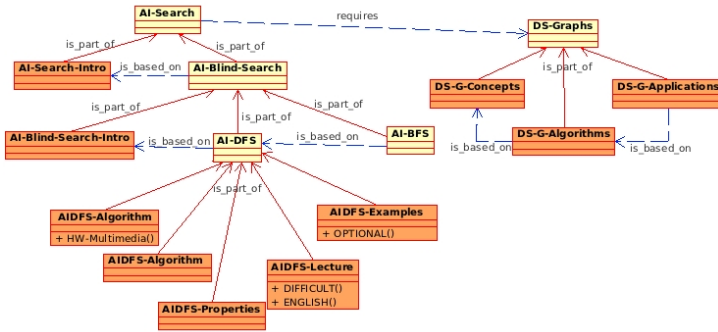 AI-Search
requires
DS-Graphs
is_part_of
is_part_of
AI-Search-Intro
is_based_on
AI-Blind-Search
is_part_of
DS-G-Concepts
DS-G-Applications
is_part_of
is_part_of
is_part_of
AI-Blind-Search-Intro
is_based_on
AI-DFS
is_based_on
AI-BFS
DS-G-Algorithms
is_based_on
is_based_on
is_part_of
AIDFS-Algorithm
+ HW-Multimedia()
AIDFS-Examples
+ OPTIONAL()
AIDFS-Algorithm
AIDFS-Lecture
+ DIFFICULT()
+ ENGLISH()
AIDFS-Properties